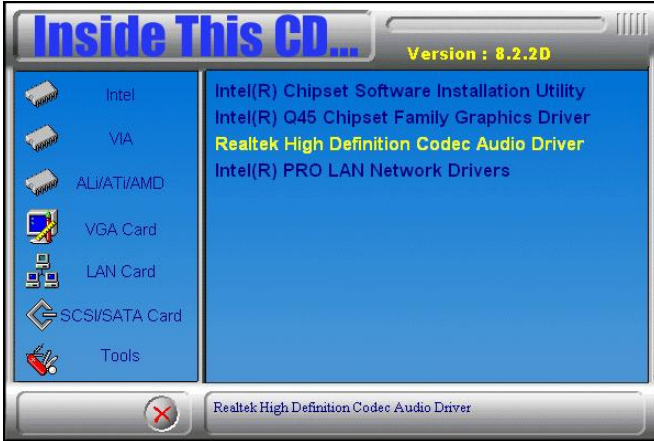 Inside This CD...
Version : 8.2.2D
Intel
VIA
ALi/ATi/AMD
VGA Card
LAN Card
SCSI/SATA Card
Tools
Intel(R) Chipset Software Installation Utility
Intel(R) Q45 Chipset Family Graphics Driver
Realtek High Definition Codec Audio Driver
Intel(R) PRO LAN Network Drivers
Realtek High Definition Codec Audio Driver